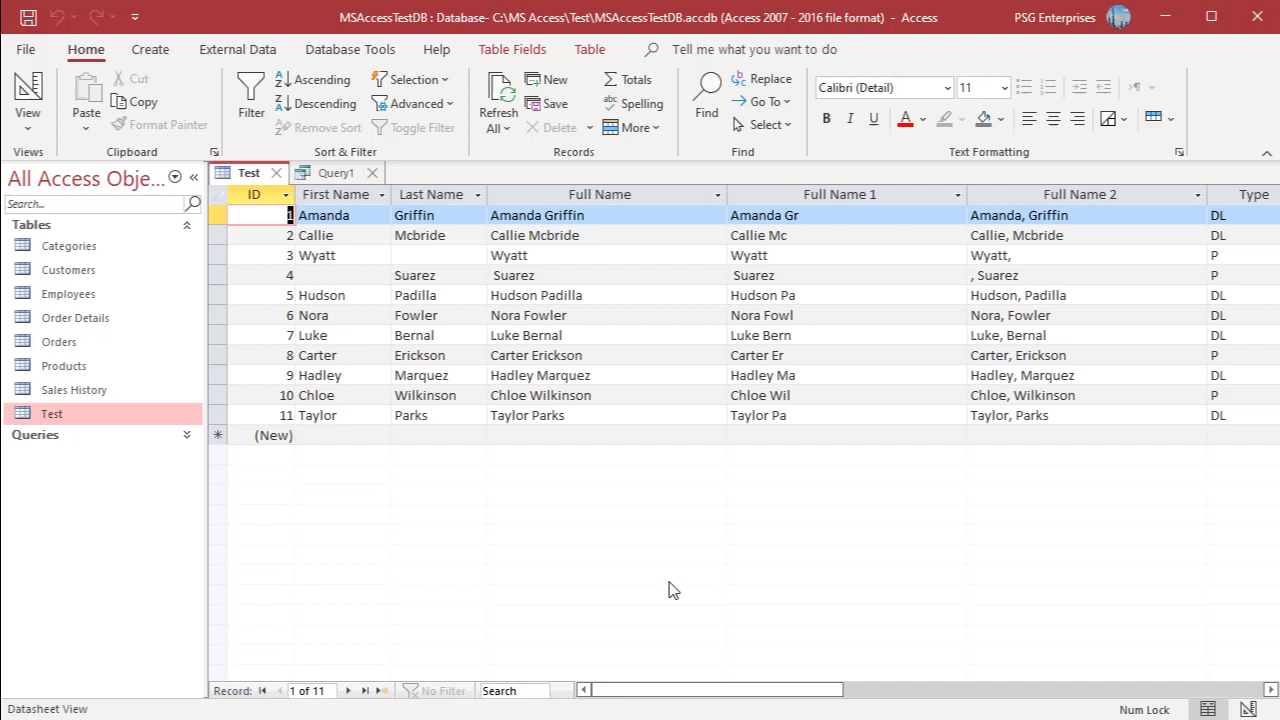 MSAccessTestDB : Database- C:\MS Access\Test\MSAccessTestDB.accdb (Access 2007 - 2016 file format) - Access PSG Enterprises
File Home Create External Data Database Tools Help Table Fields Table Tell me what you want to do
View
Views
Paste
Cut
Copy
Format Painter
Clipboard
Filter
Ascending
Descending
Remove Sort
Selection
Advanced
Toggle Filter
Sort & Filter
Refresh
All
New
Save
Delete
Totals
Spelling
More
Records
Find
Replace
Go To
Select
Find
Calibri (Detail) 11
B I U A
Text Formatting
All Access Obje...
Search...
Tables
Categories
Customers
Employees
Order Details
Orders
Products
Sales History
Test
Queries
Test Query1
ID First Name Last Name Full Name Full Name 1 Full Name 2 Type
1 Amanda Griffin Amanda Griffin Amanda Gr Amanda, Griffin DL
2 Callie Mcbride Callie Mcbride Callie Mc Callie, Mcbride DL
3 Wyatt Wyatt Wyatt Wyatt, P
4 Suarez Suarez Suarez , Suarez P
5 Hudson Padilla Hudson Padilla Hudson Pa Hudson, Padilla DL
6 Nora Fowler Nora Fowler Nora Fowl Nora, Fowler DL
7 Luke Bernal Luke Bernal Luke Bern Luke, Bernal DL
8 Carter Erickson Carter Erickson Carter Er Carter, Erickson P
9 Hadley Marquez Hadley Marquez Hadley Ma Hadley, Marquez DL
10 Chloe Wilkinson Chloe Wilkinson Chloe Wil Chloe, Wilkinson P
11 Taylor Parks Taylor Parks Taylor Pa Taylor, Parks DL
(New)
Record: 1 of 11 No Filter Search
Datasheet View Num Lock